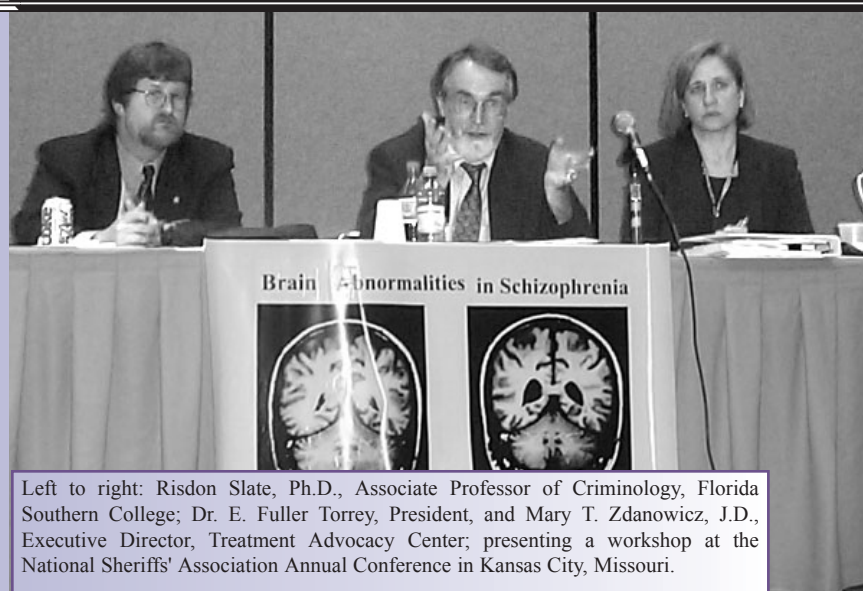 Coke
Brain Abnormalities in Schizophrenia
Left to right: Risdon Slate, Ph.D., Associate Professor of Criminology, Florida
Southern College; Dr. E. Fuller Torrey, President, and Mary T. Zdanowicz, J.D.,
Executive Director, Treatment Advocacy Center; presenting a workshop at the
National Sheriffs' Association Annual Conference in Kansas City, Missouri.